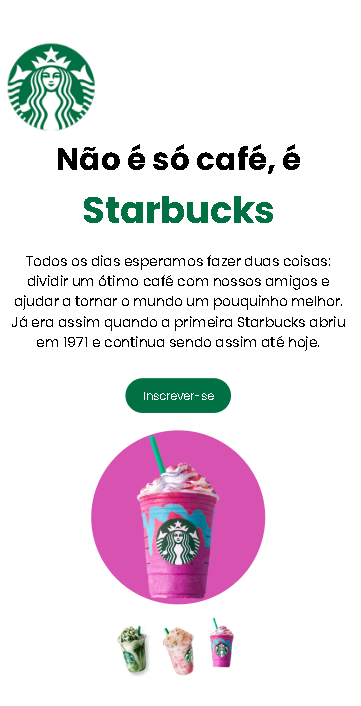 Não é só café, é
Starbucks
Todos os dias esperamos fazer duas coisas:
dividir um ótimo café com nossos amigos e
ajudar a tornar o mundo um pouquinho melhor.
Já era assim quando a primeira Starbucks abriu
em 1971 e continua sendo assim até hoje.
Inscrever-se